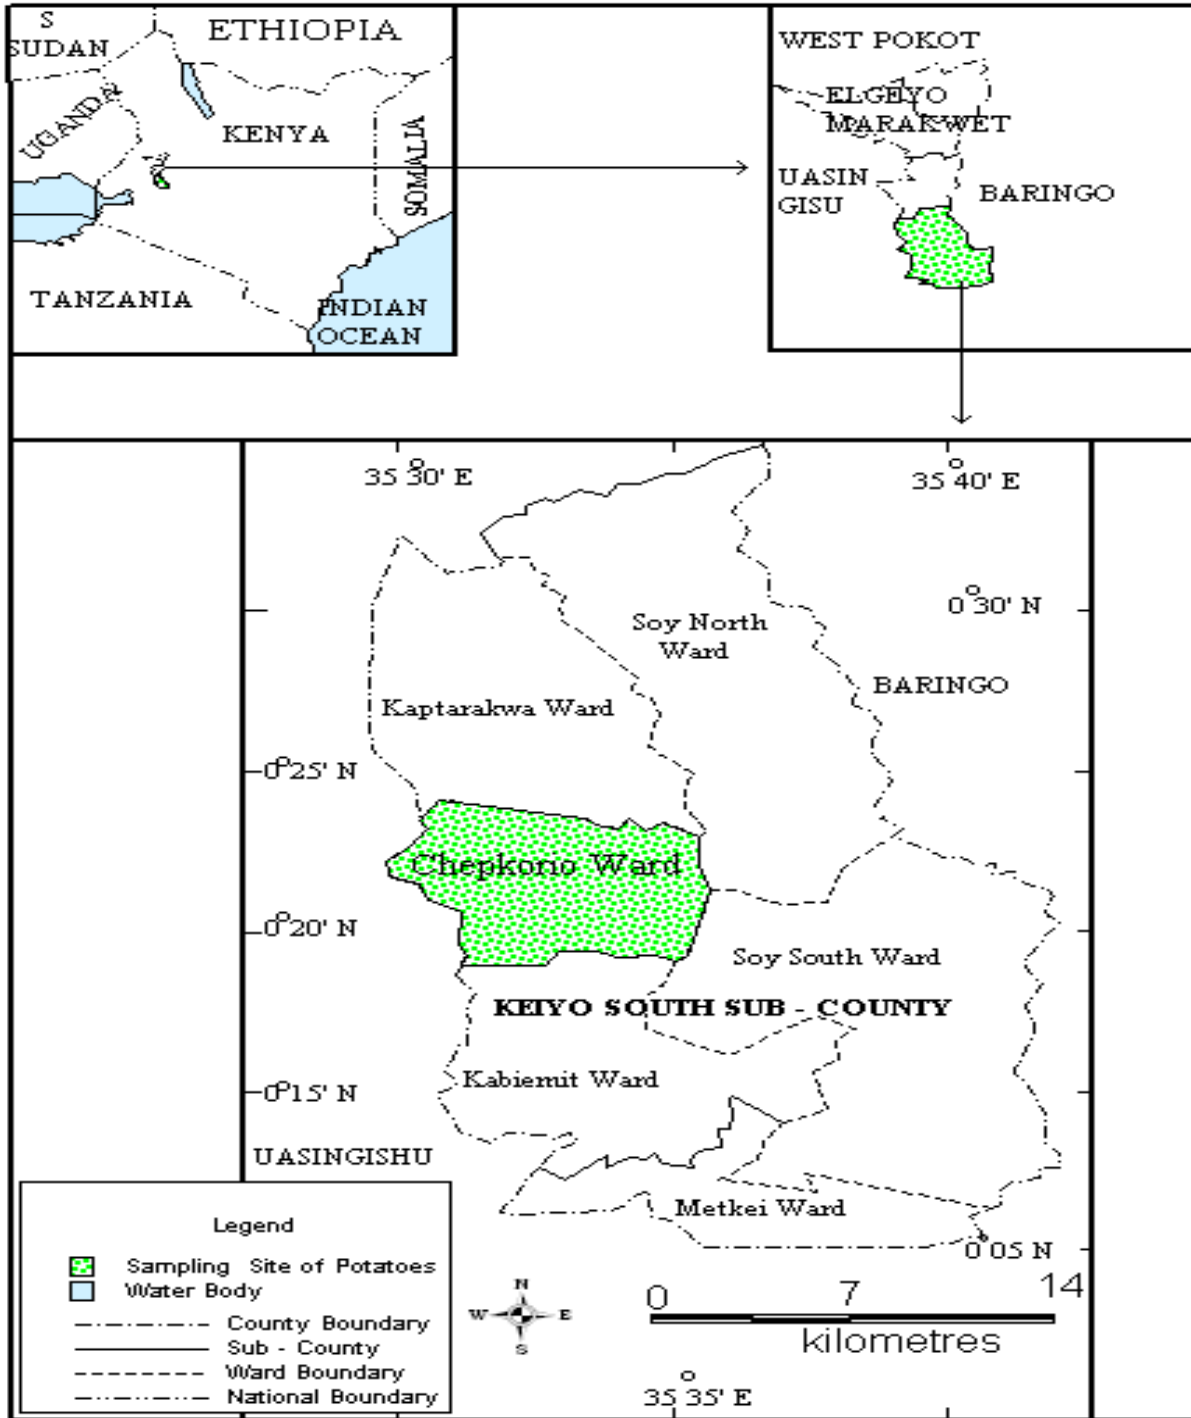 S
SUDAN
ETHIOPIA
UGANDA
KENYA
SOMALIA
TANZANIA
INDIAN
OCEAN
WEST POKOT
ELGEYO
MARAKWET
UASIN
GISU
BARINGO
35°30' E
35°40' E
0°30' N
Soy North
Ward
BARINGO
Kaptarakwa Ward
0°25' N
Chepkorio Ward
0°20' N
Soy South Ward
KEIYO SOUTH SUB - COUNTY
Kabiemit Ward
0°15' N
UASINGISHU
Metkei Ward
0°05 N
Legend
Sampling Site of Potatoes
Water Body
County Boundary
Sub - County
Ward Boundary
National Boundary
N
W E
S
0 7 14
kilometres
35°35' E